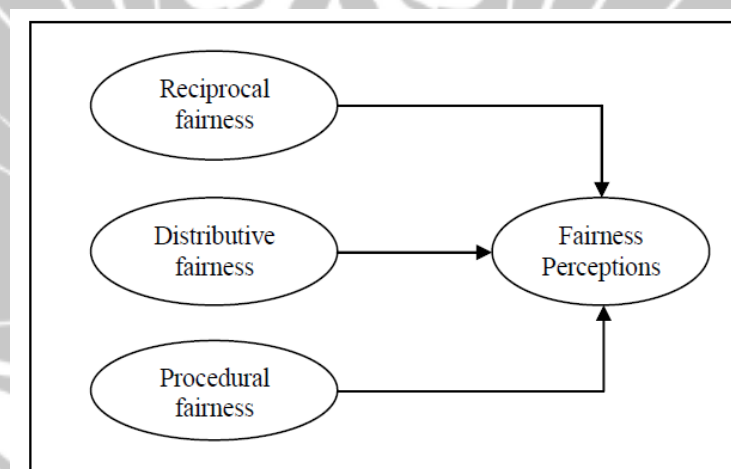 Reciprocal
fairness
Distributive
fairness
Fairness
Perceptions
Procedural
fairness